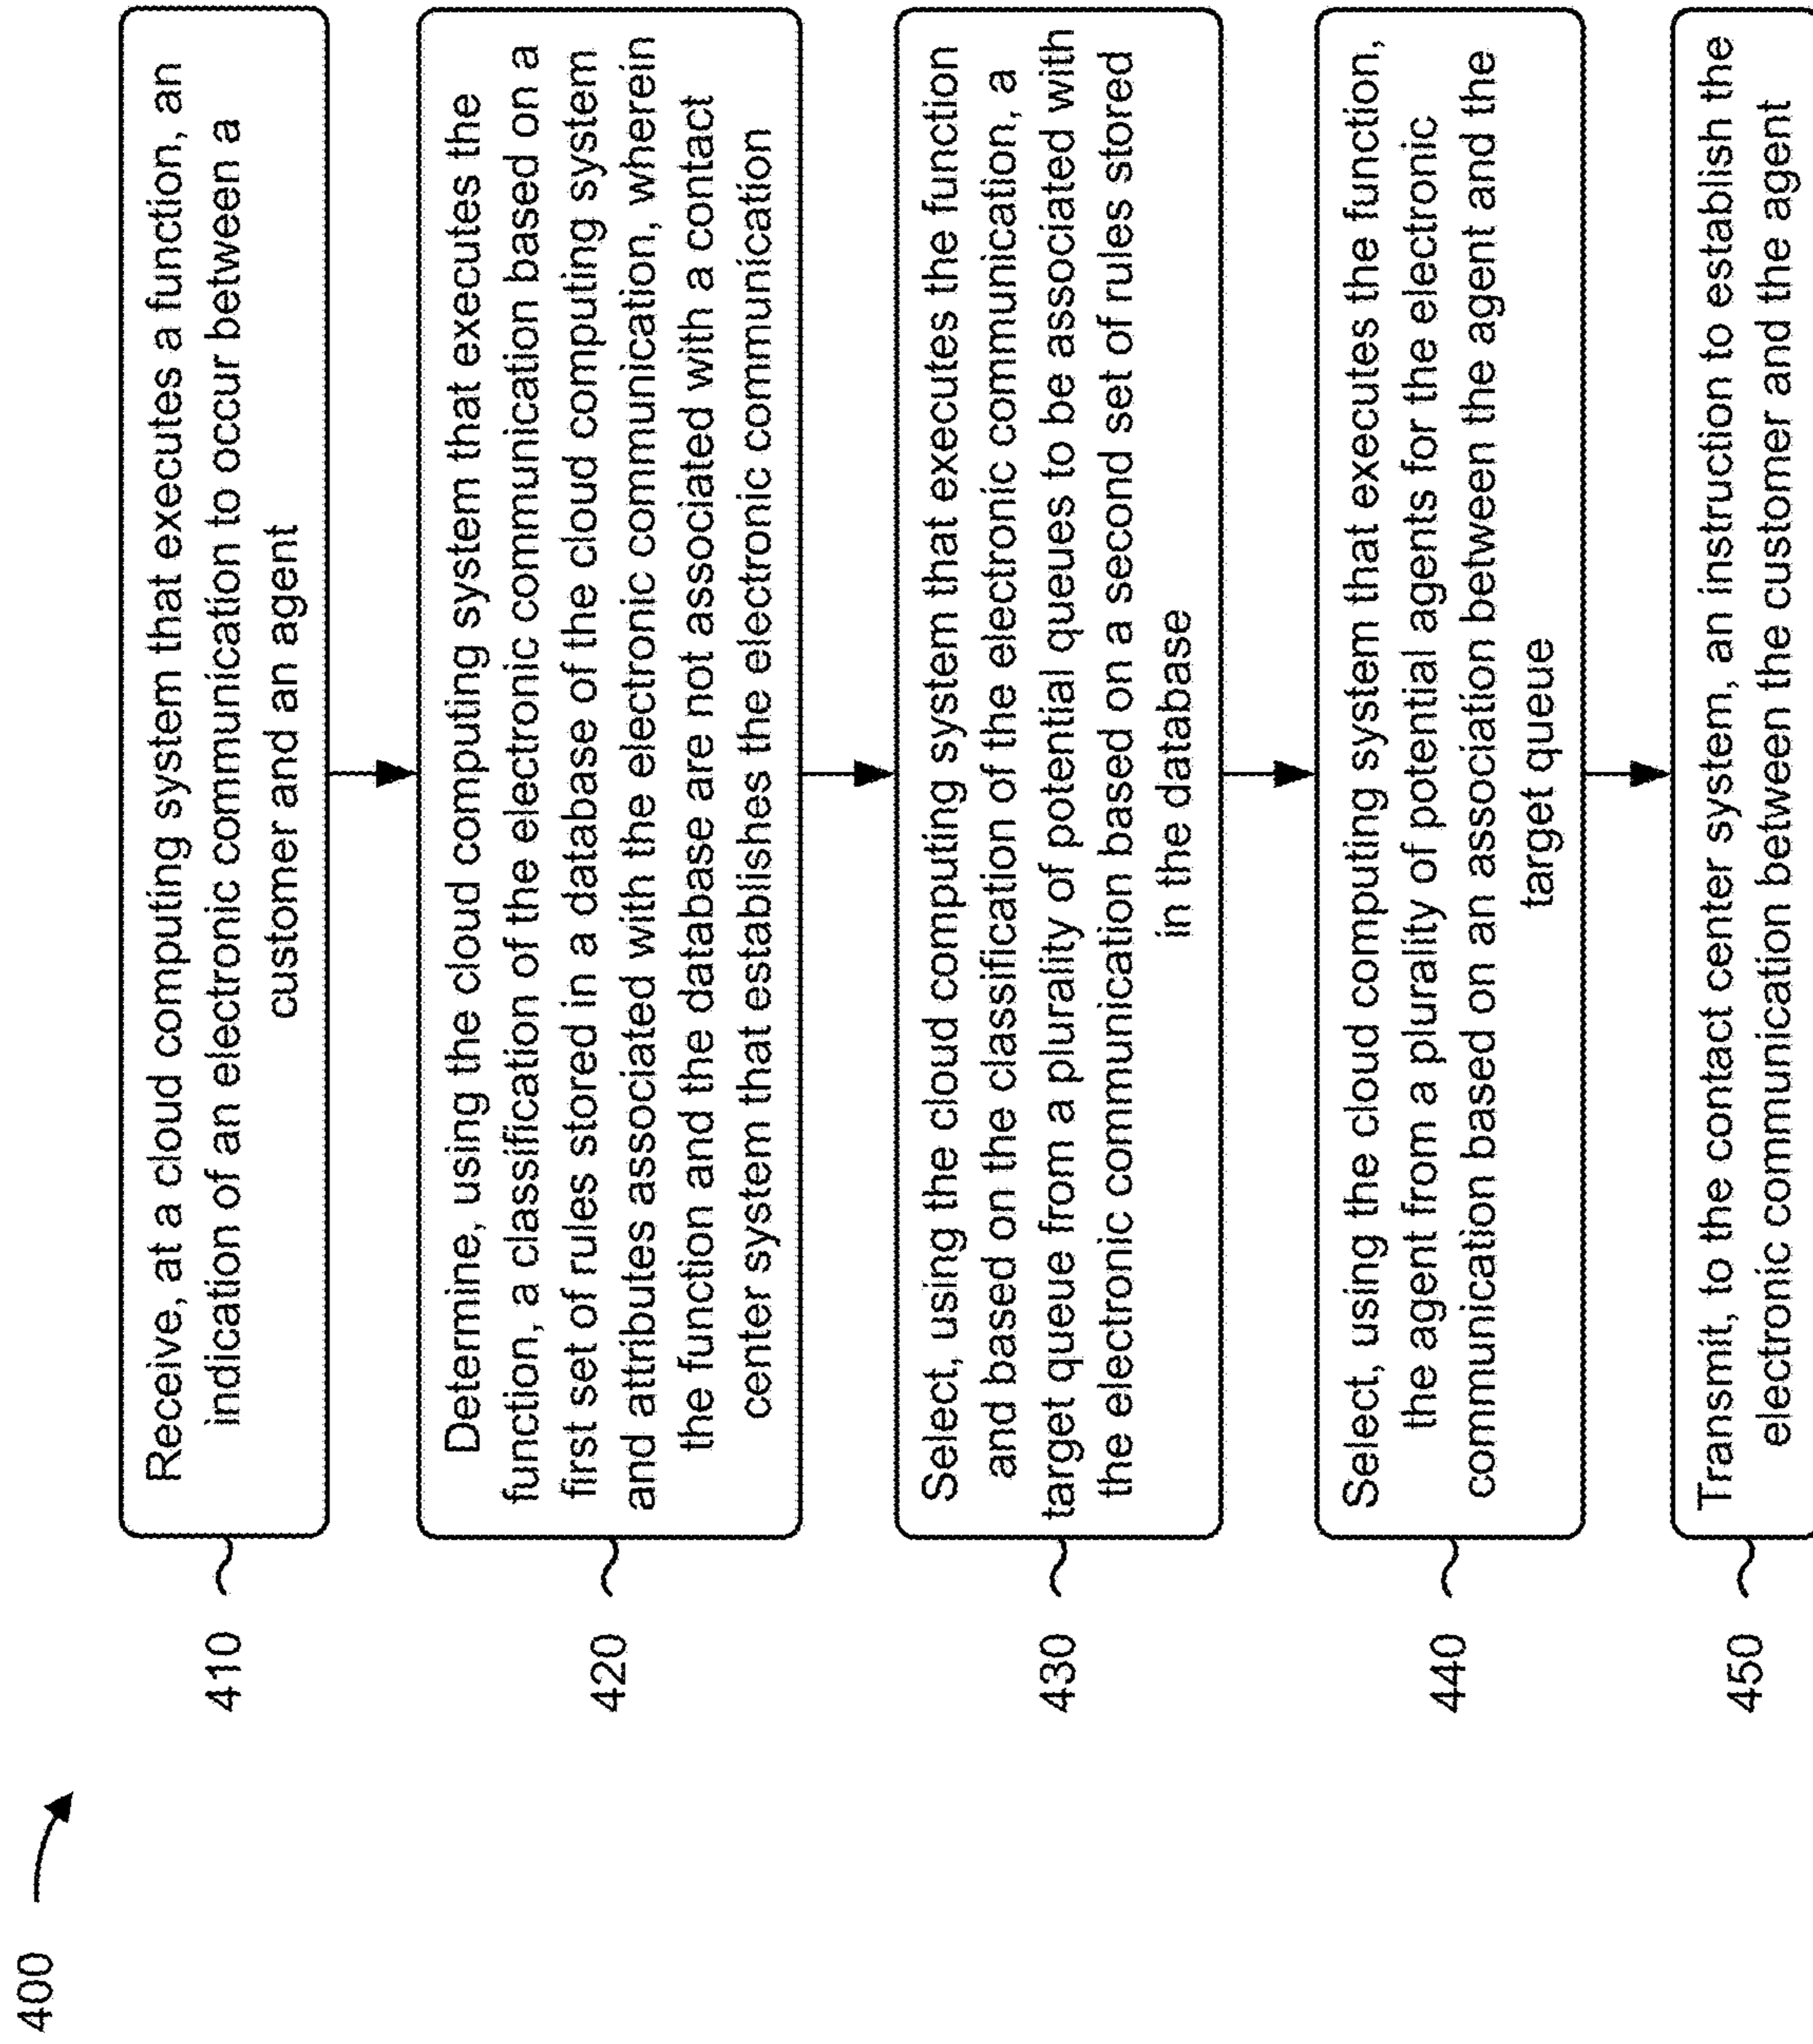 400
410
Receive, at a cloud computing system that executes a function, an
indication of an electronic communication to occur between a
customer and an agent
420
Determine, using the cloud computing system that executes the
function, a classification of the electronic communication based on a
first set of rules stored in a database of the cloud computing system
and attributes associated with the electronic communication, wherein
the function and the database are not associated with a contact
center system that establishes the electronic communication
430
Select, using the cloud computing system that executes the function
and based on the classification of the electronic communication, a
target queue from a plurality of potential queues to be associated with
the electronic communication based on a second set of rules stored
in the database
440
Select, using the cloud computing system that executes the function,
the agent from a plurality of potential agents for the electronic
communication based on an association between the agent and the
target queue
450
Transmit, to the contact center system, an instruction to establish the
electronic communication between the customer and the agent